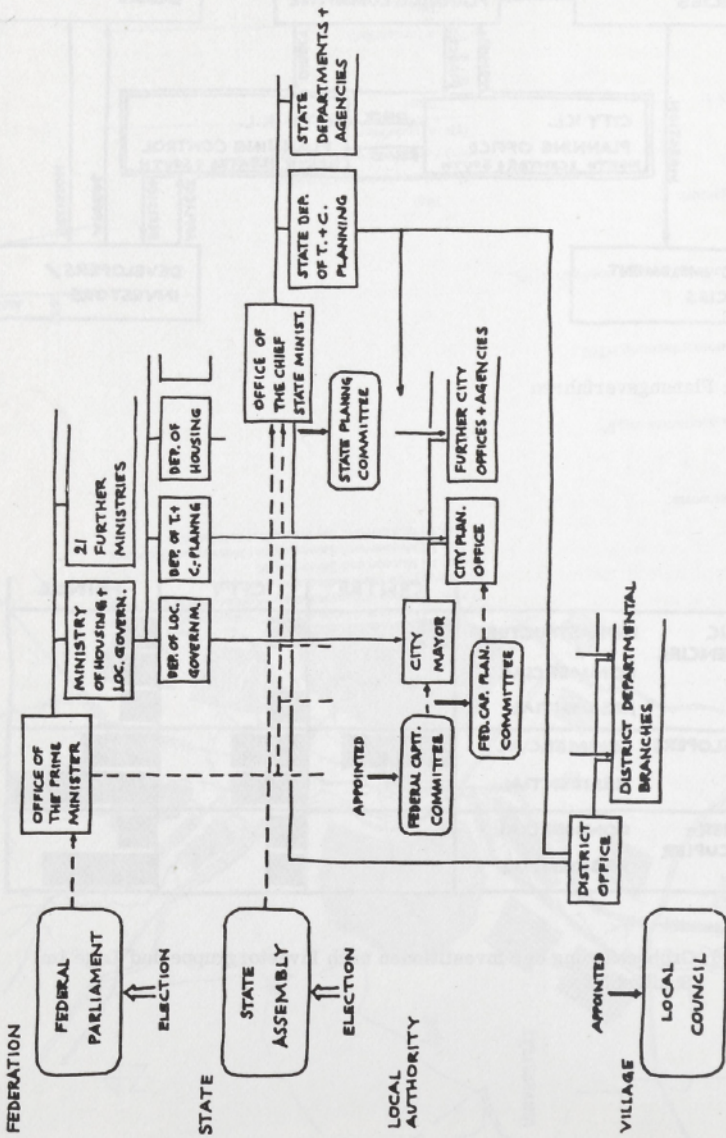 FEDERATION
FEDERAL
PARLIAMENT
ELECTION
OFFICE OF
THE PRIME
MINISTER
MINISTRY
OF HOUSING +
LOC. GOVERN.
21
FURTHER
MINISTRIES
DEP. OF LOC.
GOVERNM.
DEP. OF T. +
C. PLANNG
DEP. OF
HOUSING
STATE
STATE
ASSEMBLY
ELECTION
OFFICE OF
THE CHIEF
STATE MINIST.
STATE DEP.
OF T. + C.
PLANNING
STATE
DEPARTMENTS +
AGENCIES
STATE PLANNG
COMMITTEE
LOCAL
AUTHORITY
APPOINTED
FEDERAL CAPIT.
COMMITTEE
CITY
MAYOR
FED. CAP. PLAN.
COMMITTEE
CITY PLAN.
OFFICE
FURTHER CITY
OFFICES + AGENCIES
DISTRICT
OFFICE
DISTRICT DEPARTMENTAL
BRANCHES
VILLAGE
APPOINTED
LOCAL
COUNCIL